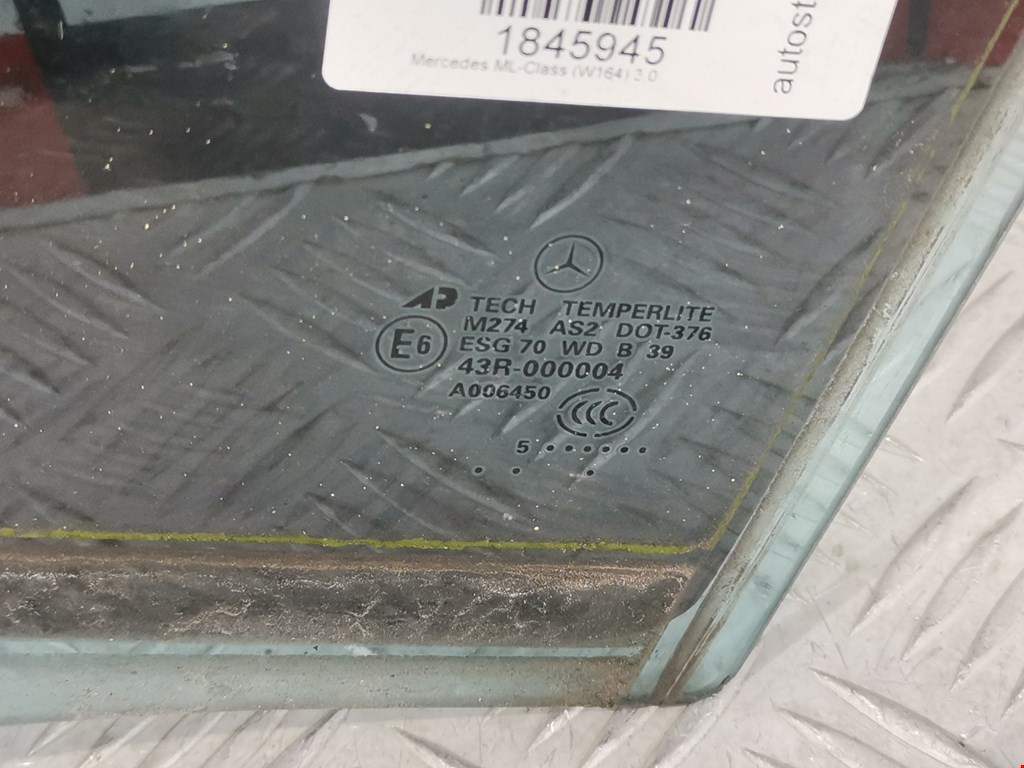 1845945
Mercedes ML-Class (W164) 3.0
autost
AP TECH TEMPERLITE
M274 AS2 DOT-376
E6 ESG 70 WD B 39
43R-000004
A006450
CCC
5 • • • • • •
• • •